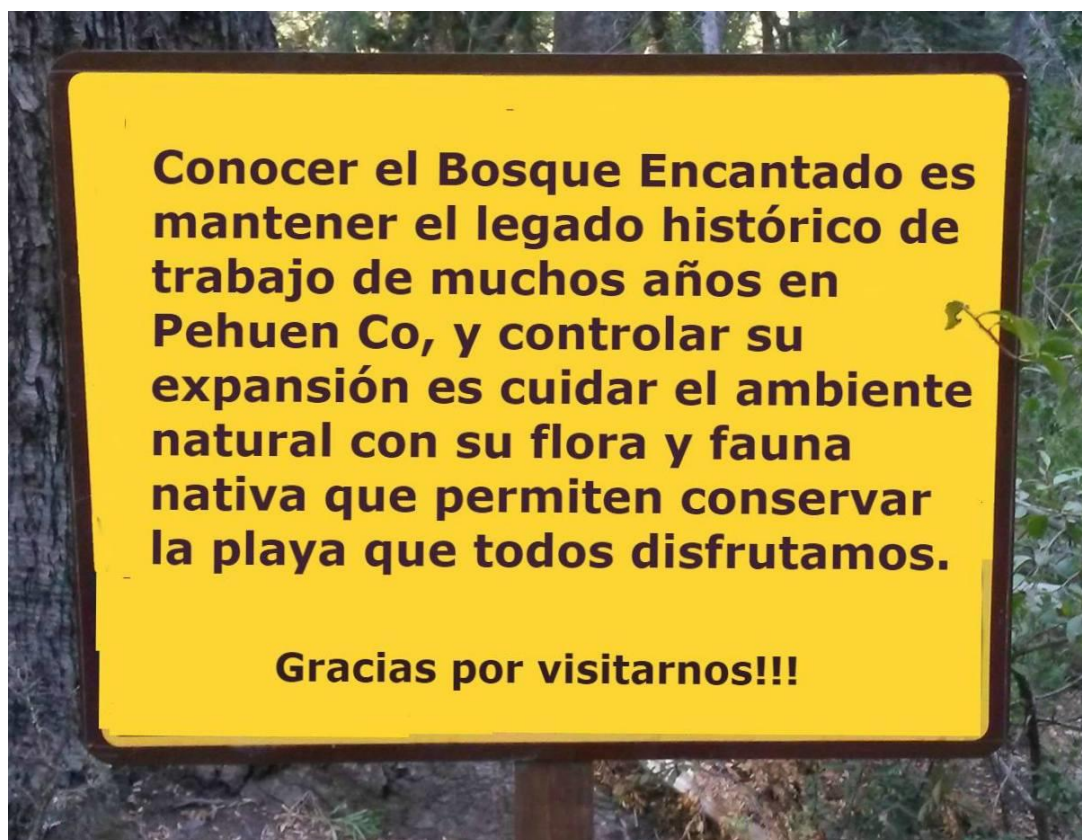 Conocer el Bosque Encantado es
mantener el legado histórico de
trabajo de muchos años en
Pehuen Co, y controlar su
expansión es cuidar el ambiente
natural con su flora y fauna
nativa que permiten conservar
la playa que todos disfrutamos.
Gracias por visitarnos!!!